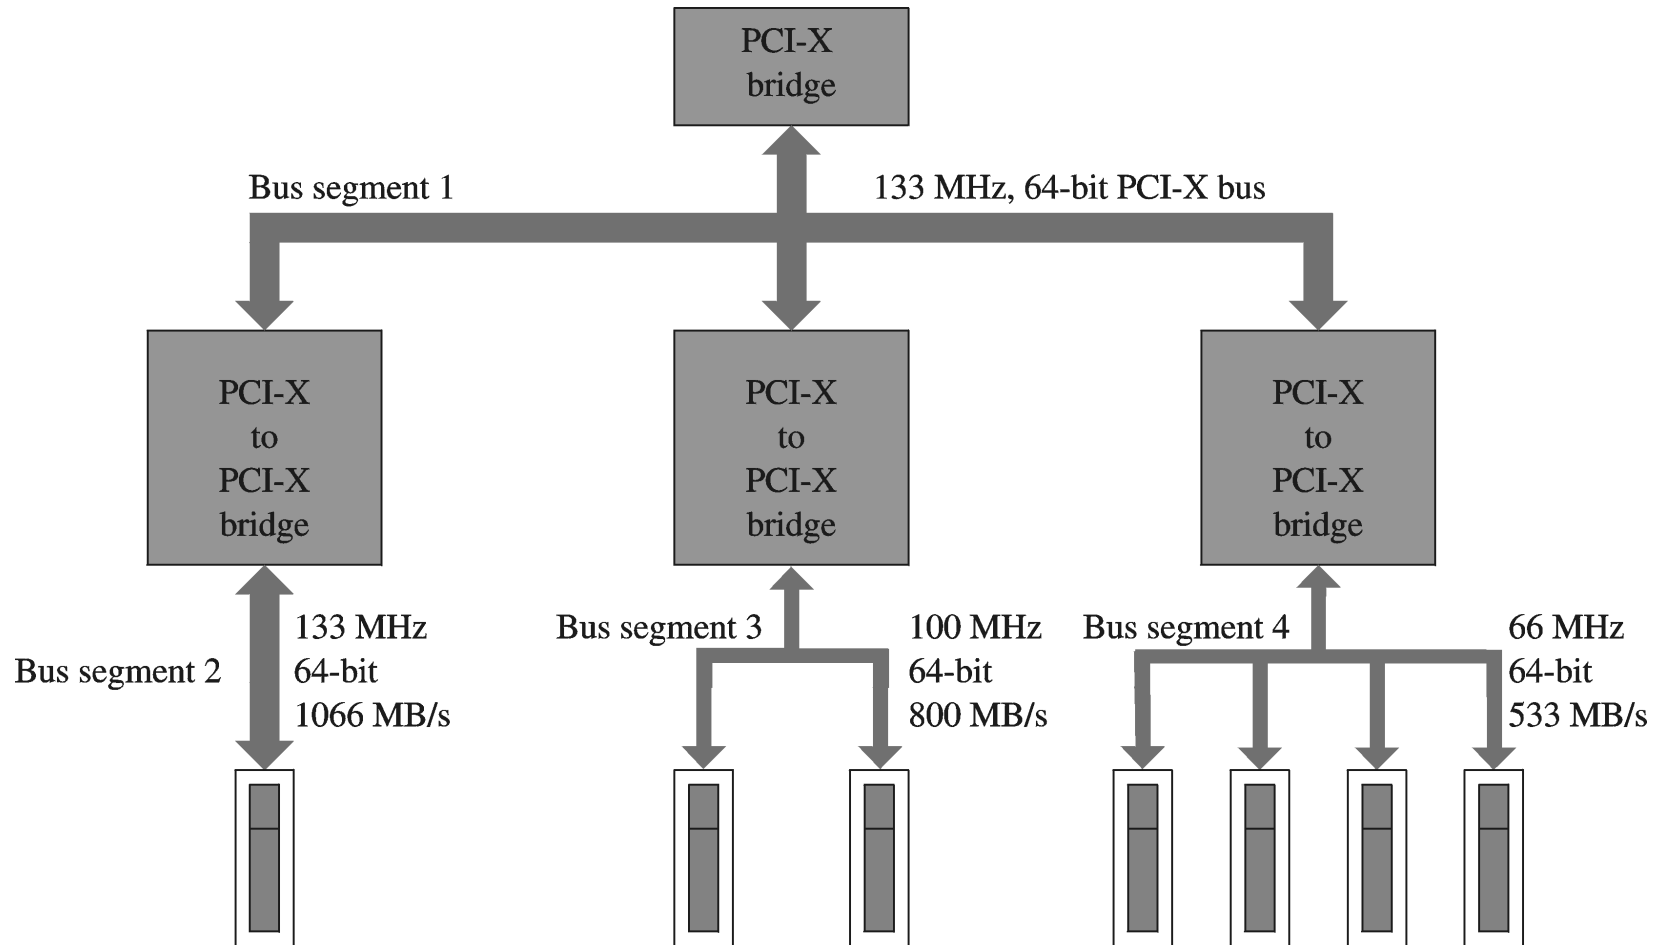 PCI-X
bridge
Bus segment 1
133 MHz, 64-bit PCI-X bus
PCI-X
to
PCI-X
bridge
PCI-X
to
PCI-X
bridge
PCI-X
to
PCI-X
bridge
Bus segment 2
133 MHz
64-bit
1066 MB/s
Bus segment 3
100 MHz
64-bit
800 MB/s
Bus segment 4
66 MHz
64-bit
533 MB/s